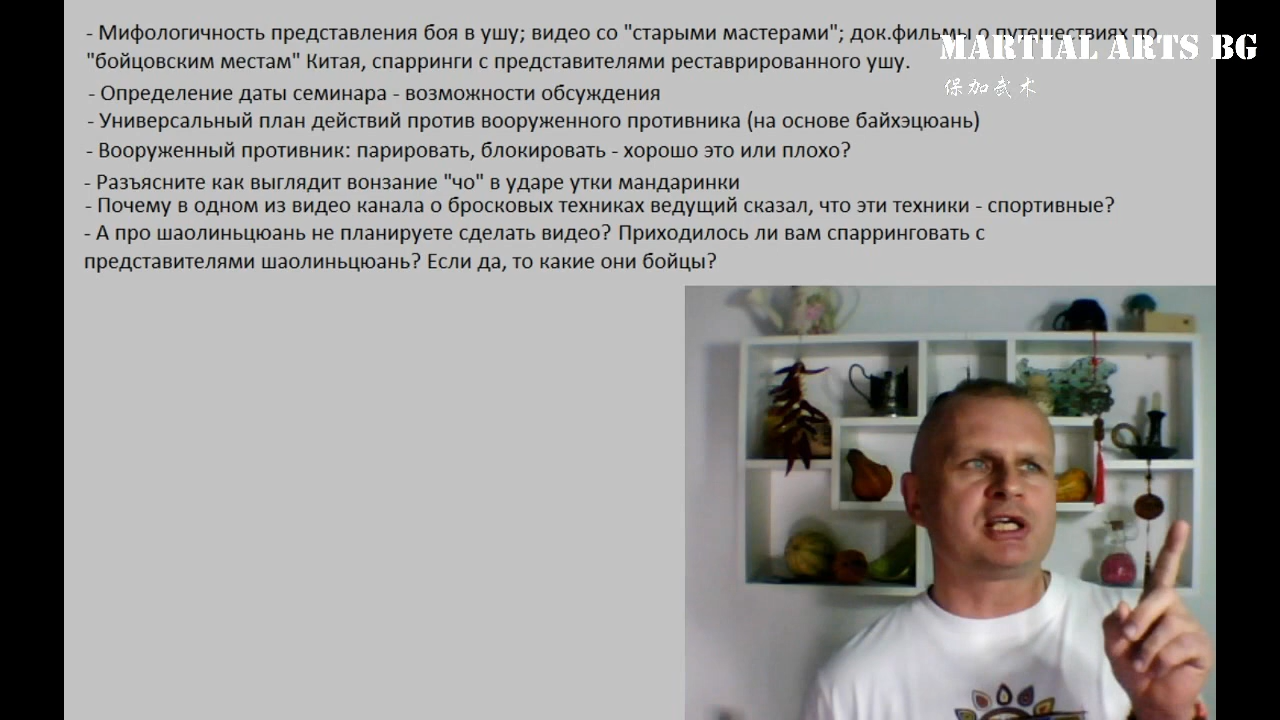 - Мифологичность представления боя в ушу; видео со "старыми мастерами"; док.фильмы о путешествиях по
"бойцовским местам" Китая, спарринги с представителями реставрированного ушу.
MARTIAL ARTS BG
保加武术
- Определение даты семинара - возможности обсуждения
- Универсальный план действий против вооруженного противника (на основе байхэцюань)
- Вооруженный противник: парировать, блокировать - хорошо это или плохо?
- Разъясните как выглядит вонзание "чо" в ударе утки мандаринки
- Почему в одном из видео канала о бросковых техниках ведущий сказал, что эти техники - спортивные?
- А про шаолиньцюань не планируете сделать видео? Приходилось ли вам спарринговать с
представителями шаолиньцюань? Если да, то какие они бойцы?